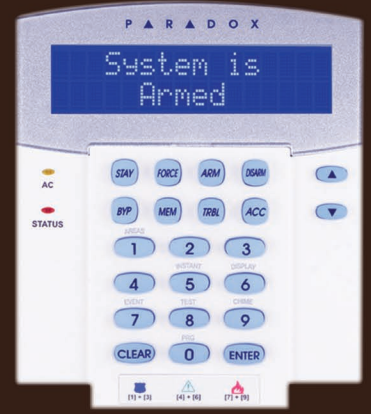 PARADOX
System is
Armed
STAY FORCE ARM DISARM
AC
BYP MEM TRBL ACC
STATUS
AREAS
1 2 3
INSTANT DISPLAY
4 5 6
EVENT TEST CHIME
7 8 9
PRG
CLEAR 0 ENTER
[1] + [3] [4] + [6] [7] + [9]